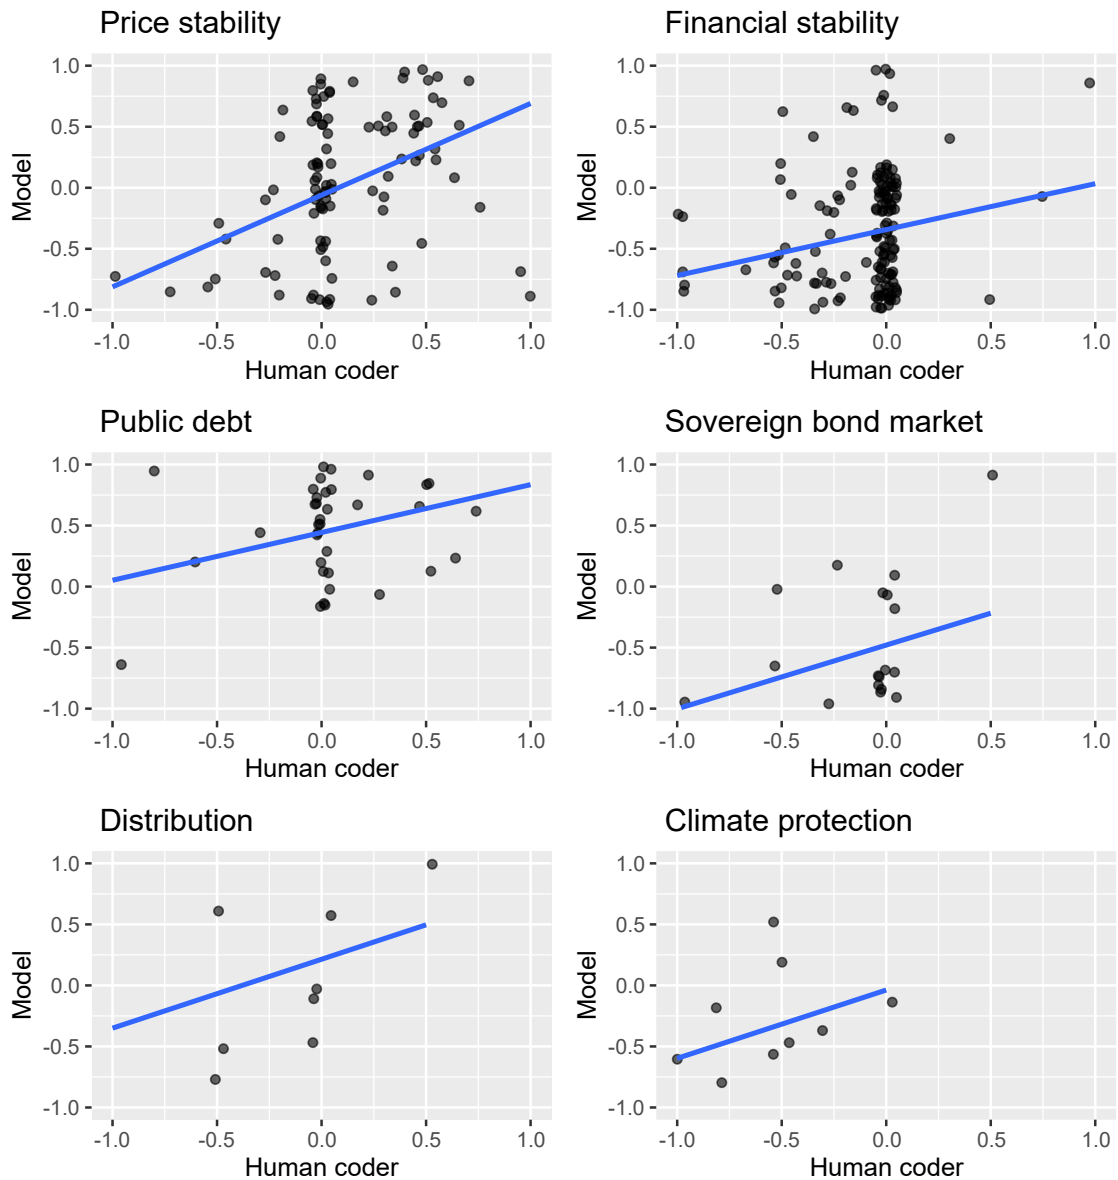 Price stability
1.0
0.5
0.0
-0.5
-1.0
Model
-1.0 -0.5 0.0 0.5 1.0
Human coder
Financial stability
1.0
0.5
0.0
-0.5
-1.0
Model
-1.0 -0.5 0.0 0.5 1.0
Human coder
Public debt
1.0
0.5
0.0
-0.5
-1.0
Model
-1.0 -0.5 0.0 0.5 1.0
Human coder
Sovereign bond market
1.0
0.5
0.0
-0.5
-1.0
Model
-1.0 -0.5 0.0 0.5 1.0
Human coder
Distribution
1.0
0.5
0.0
-0.5
-1.0
Model
-1.0 -0.5 0.0 0.5 1.0
Human coder
Climate protection
1.0
0.5
0.0
-0.5
-1.0
Model
-1.0 -0.5 0.0 0.5 1.0
Human coder